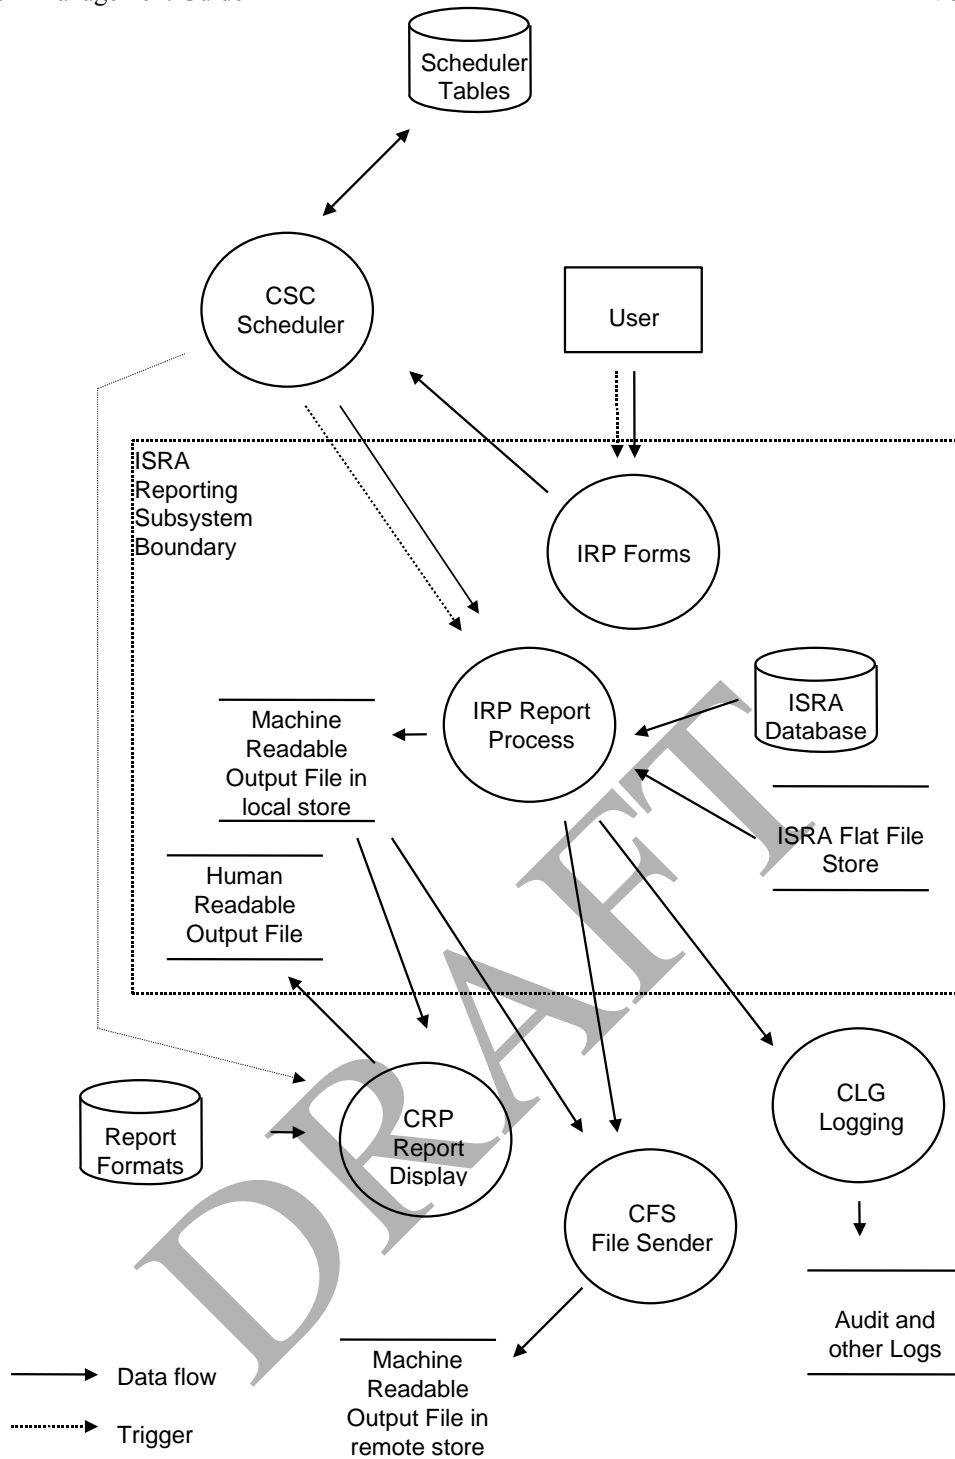 Scheduler
Tables
CSC
Scheduler
User
ISRA
Reporting
Subsystem
Boundary
IRP Forms
IRP Report
Process
ISRA
Database
Machine
Readable
Output File in
local store
ISRA Flat File
Store
Human
Readable
Output File
CLG
Logging
CRP
Report
Display
Report
Formats
CFS
File Sender
Audit and
other Logs
Machine
Readable
Output File in
remote store
Data flow
Trigger
DRAFT